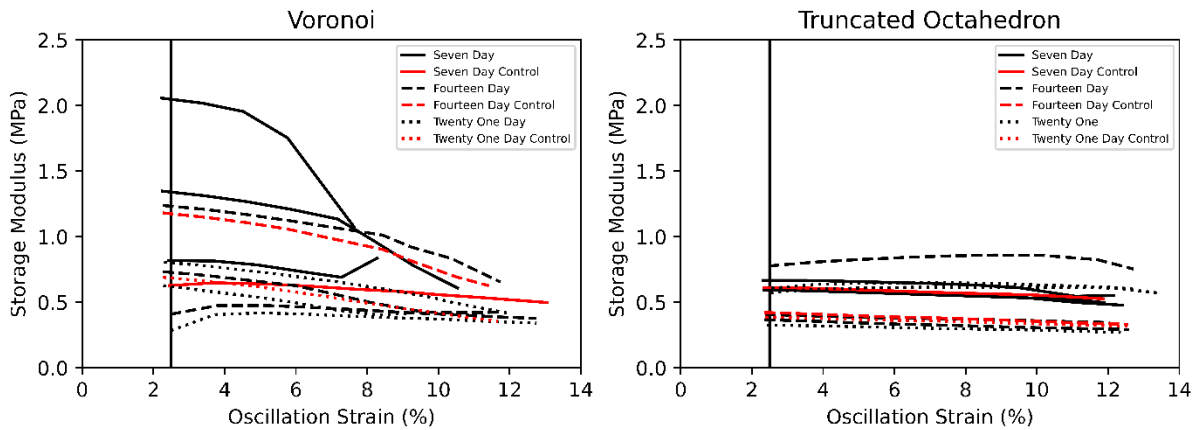 Voronoi
2.5
2.0
1.5
1.0
0.5
0.0
Storage Modulus (MPa)
0 2 4 6 8 10 12 14
Oscillation Strain (%)
Seven Day
Seven Day Control
Fourteen Day
Fourteen Day Control
Twenty One Day
Twenty One Day Control
Truncated Octahedron
2.5
2.0
1.5
1.0
0.5
0.0
Storage Modulus (MPa)
0 2 4 6 8 10 12 14
Oscillation Strain (%)
Seven Day
Seven Day Control
Fourteen Day
Fourteen Day Control
Twenty One
Twenty One Day Control